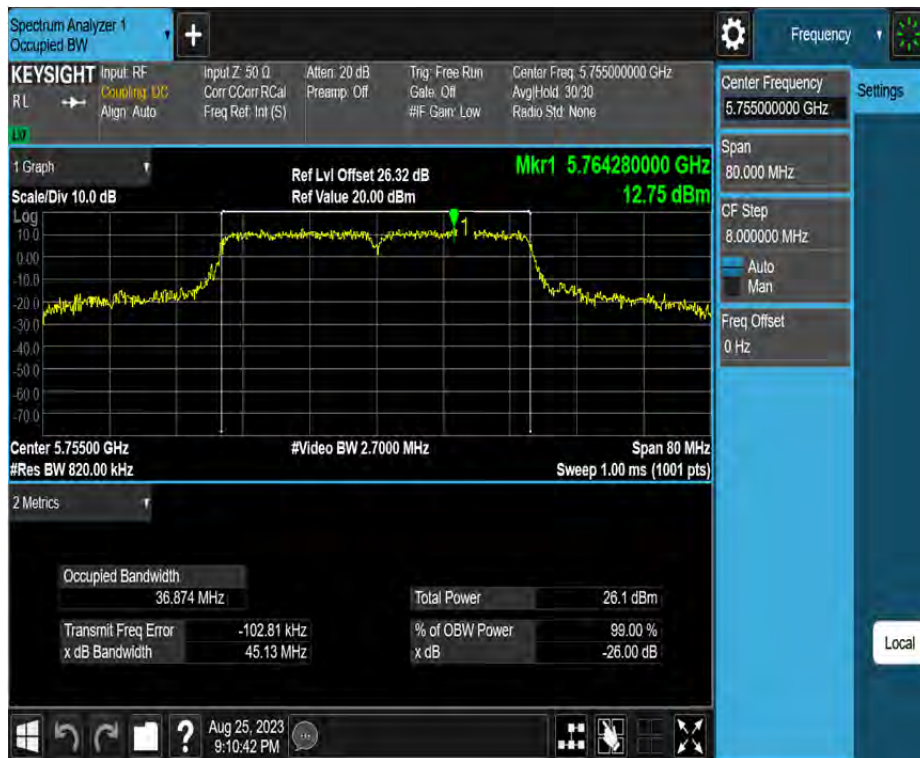 Spectrum Analyzer 1
Occupied BW
Frequency
KEYSIGHT
RL
Input: RF
Coupling: DC
Align: Auto
Input Z: 50 Ω
Corr CCorr RCal
Freq Ref: Int (S)
Atten: 20 dB
Preamp: Off
Trig: Free Run
Gate: Off
#IF Gain: Low
Center Freq: 5.755000000 GHz
Avg|Hold: 30/30
Radio Std: None
Center Frequency
5.755000000 GHz
Settings
Span
80.000 MHz
CF Step
8.000000 MHz
Auto
Man
Freq Offset
0 Hz
1 Graph
Scale/Div 10.0 dB
Ref Lvl Offset 26.32 dB
Ref Value 20.00 dBm
Mkr1 5.764280000 GHz
12.75 dBm
Log
10.0
0.00
-10.0
-20.0
-30.0
-40.0
-50.0
-60.0
-70.0
1
Center 5.75500 GHz
#Video BW 2.7000 MHz
Span 80 MHz
#Res BW 820.00 kHz
Sweep 1.00 ms (1001 pts)
2 Metrics
Occupied Bandwidth
36.874 MHz
Total Power 26.1 dBm
Transmit Freq Error -102.81 kHz
% of OBW Power 99.00 %
x dB Bandwidth 45.13 MHz
x dB -26.00 dB
Local
?
Aug 25, 2023
9:10:42 PM